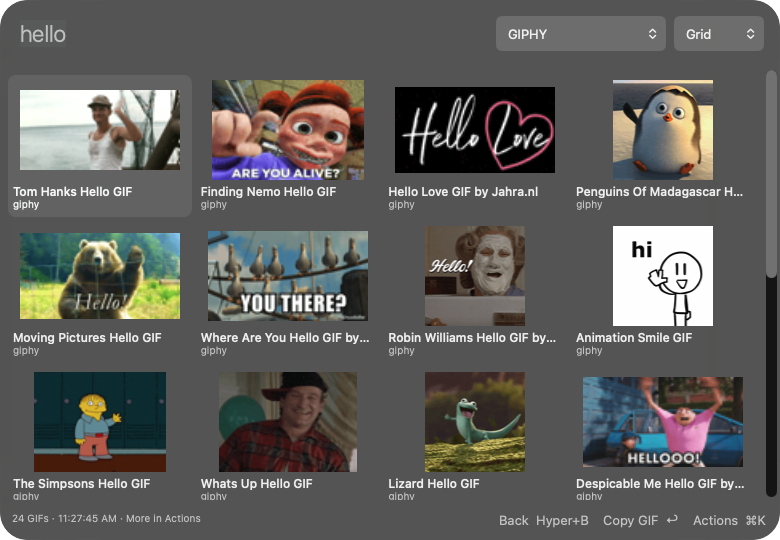 hello
GIPHY
Grid
Hello Love
ARE YOU ALIVE?
Tom Hanks Hello GIF
giphy
Finding Nemo Hello GIF
giphy
Hello Love GIF by Jahra.nl
giphy
Penguins Of Madagascar H...
giphy
Hello!
YOU THERE?
Hello!
hi
Moving Pictures Hello GIF
giphy
Where Are You Hello GIF by...
giphy
Robin Williams Hello GIF by...
giphy
Animation Smile GIF
giphy
HELLOOO!
The Simpsons Hello GIF
giphy
Whats Up Hello GIF
giphy
Lizard Hello GIF
giphy
Despicable Me Hello GIF by...
giphy
24 GIFs · 11:27:45 AM · More in Actions
Back Hyper+B Copy GIF ↩ Actions ⌘K